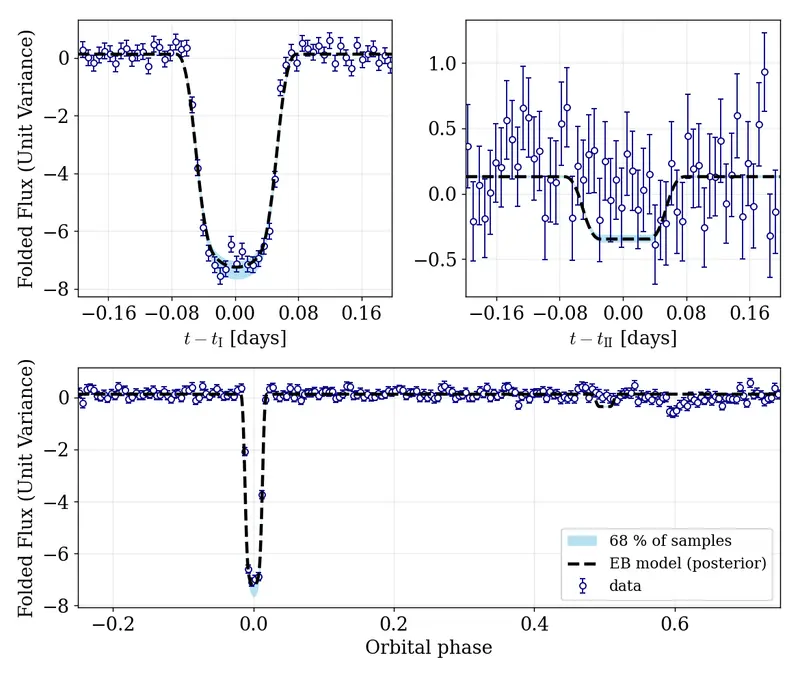 Folded Flux (Unit Variance)
0
−2
−4
−6
−8
−0.16 −0.08 0.00 0.08 0.16
t − tI [days]
1.0
0.5
0.0
−0.5
−0.16 −0.08 0.00 0.08 0.16
t − tII [days]
Folded Flux (Unit Variance)
0
−2
−4
−6
−8
68 % of samples
EB model (posterior)
data
−0.2 0.0 0.2 0.4 0.6
Orbital phase